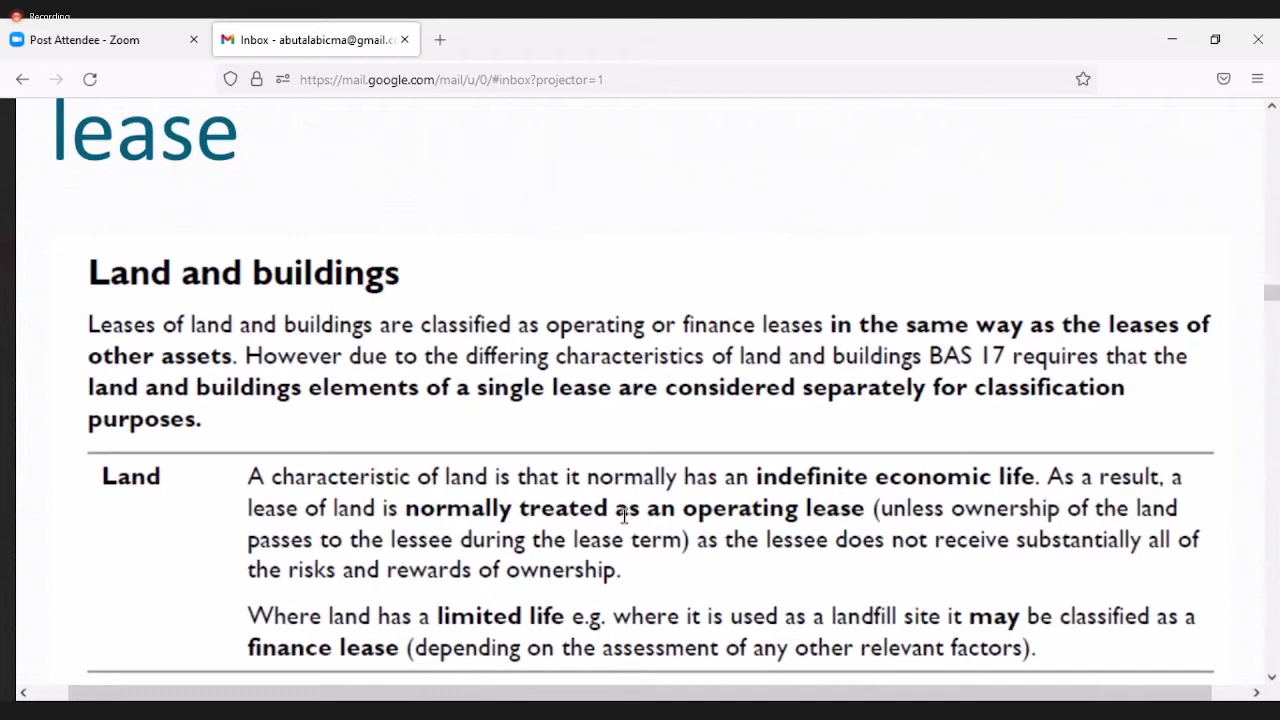 Recording
Post Attendee - Zoom
Inbox - abutalabicma@gmail.c
https://mail.google.com/mail/u/0/#inbox?projector=1
lease
Land and buildings
Leases of land and buildings are classified as operating or finance leases in the same way as the leases of
other assets. However due to the differing characteristics of land and buildings BAS 17 requires that the
land and buildings elements of a single lease are considered separately for classification
purposes.
Land
A characteristic of land is that it normally has an indefinite economic life. As a result, a
lease of land is normally treated as an operating lease (unless ownership of the land
passes to the lessee during the lease term) as the lessee does not receive substantially all of
the risks and rewards of ownership.
Where land has a limited life e.g. where it is used as a landfill site it may be classified as a
finance lease (depending on the assessment of any other relevant factors).